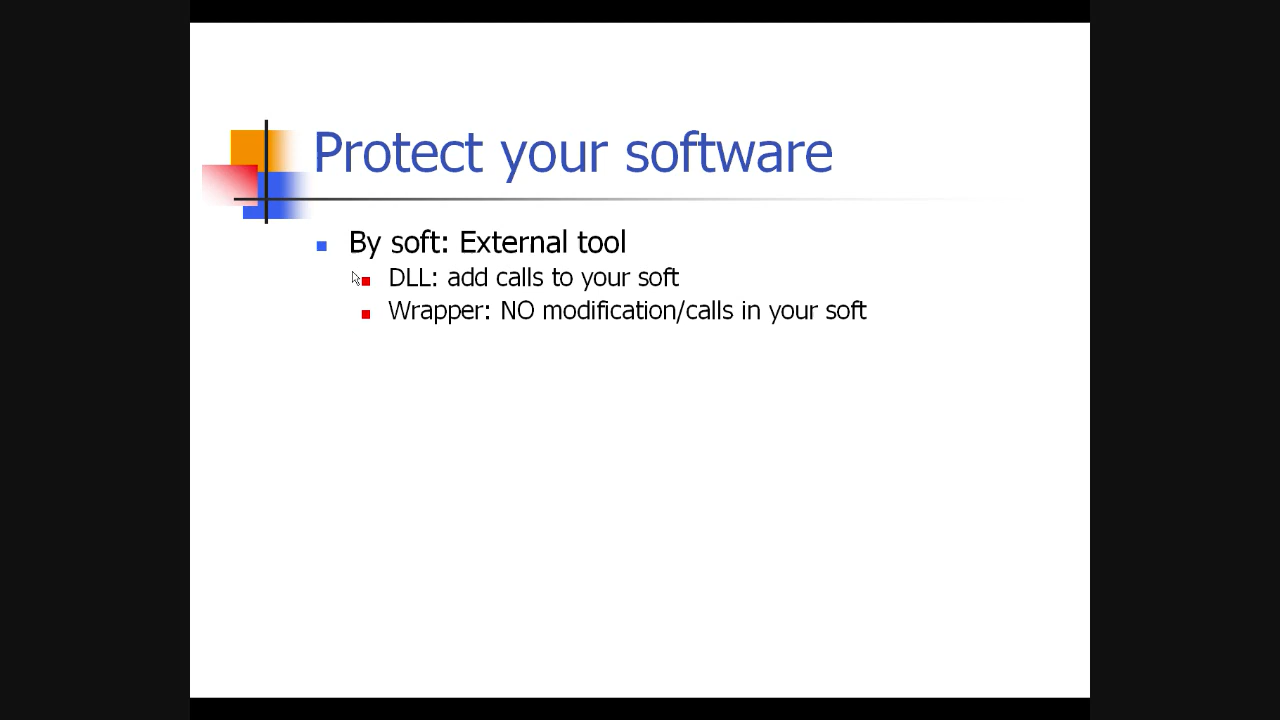 Protect your software
By soft: External tool
DLL: add calls to your soft
Wrapper: NO modification/calls in your soft